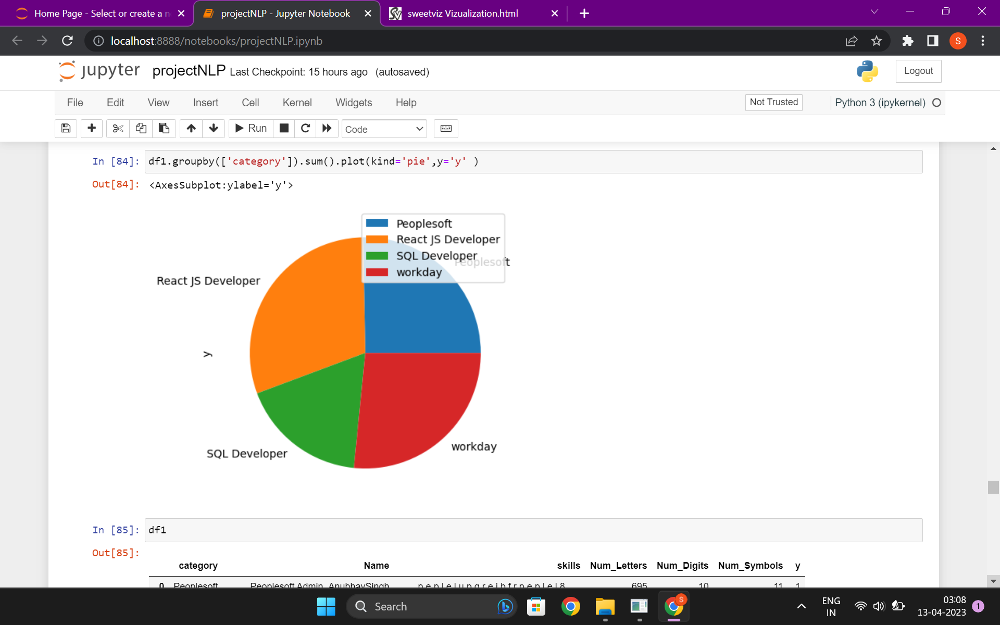 Home Page - Select or create a n
projectNLP - Jupyter Notebook
sweetviz Vizualization.html
localhost:8888/notebooks/projectNLP.ipynb
S
jupyter projectNLP Last Checkpoint: 15 hours ago (autosaved)
Logout
File Edit View Insert Cell Kernel Widgets Help
Not Trusted
Python 3 (ipykernel)
Run
Code
In [84]: df1.groupby(['category']).sum().plot(kind='pie',y='y' )
Out[84]: <AxesSubplot:ylabel='y'>
Peoplesoft
React JS Developer
SQL Developer
Peoplesoft
workday
React JS Developer
y
workday
SQL Developer
In [85]: df1
Out[85]:
category Name skills Num_Letters Num_Digits Num_Symbols y
0 Peoplesoft Peoplesoft Admin_AnubhavSingh 695 10 11 1
Search
S
ENG
IN
03:08
13-04-2023
1